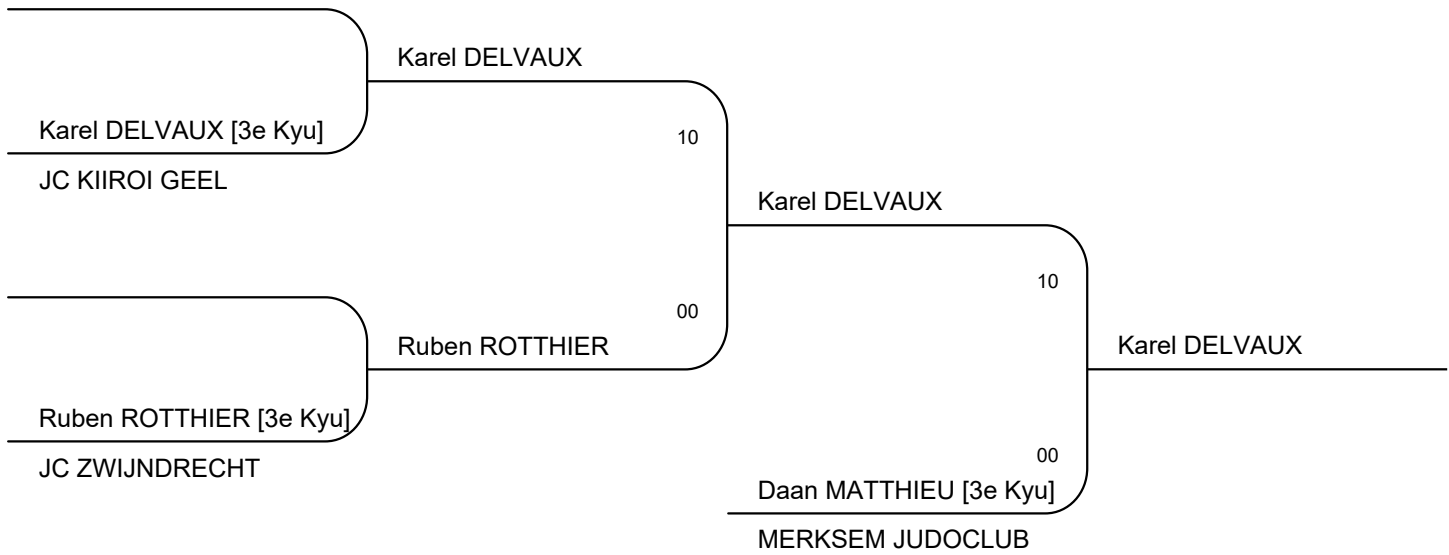 Karel DELVAUX
Karel DELVAUX [3e Kyu]
10
JC KIIROI GEEL
Karel DELVAUX
10
00
Ruben ROTTHIER
Karel DELVAUX
Ruben ROTTHIER [3e Kyu]
JC ZWIJNDRECHT
00
Daan MATTHIEU [3e Kyu]
MERKSEM JUDOCLUB